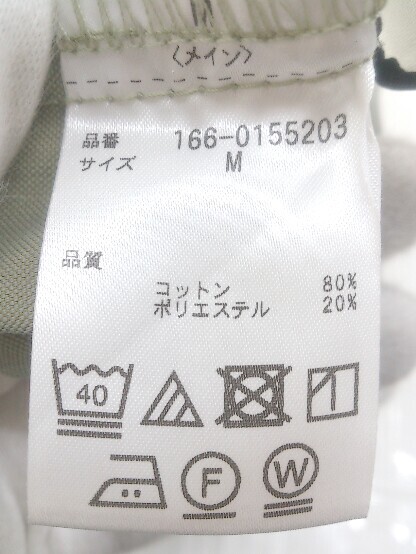 〈メイン〉
品番 166-0155203
サイズ M
品質
コットン 80%
ポリエステル 20%
40
F W